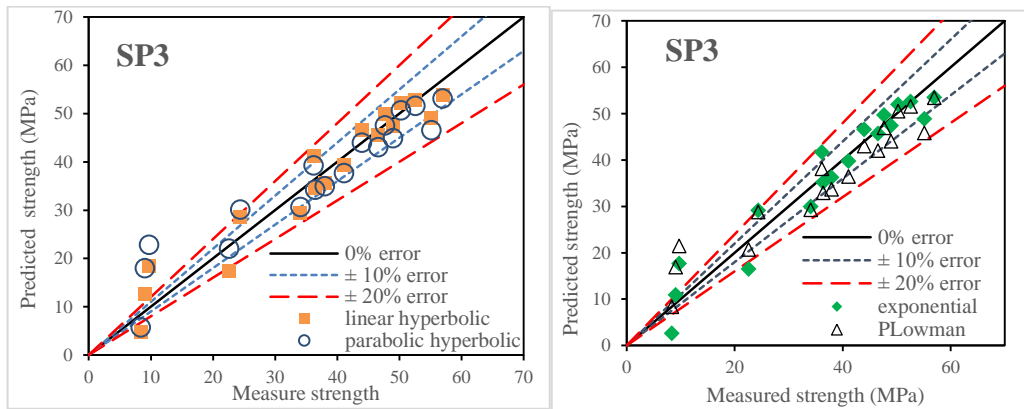 SP3
Predicted strength (MPa)
70
60
50
40
30
20
10
0
0% error
± 10% error
± 20% error
linear hyperbolic
parabolic hyperbolic
0 10 20 30 40 50 60 70
Measure strength
SP3
Predicted strength (MPa)
70
60
50
40
30
20
10
0
0% error
± 10% error
± 20% error
exponential
PLowman
0 20 40 60
Measured strength (MPa)